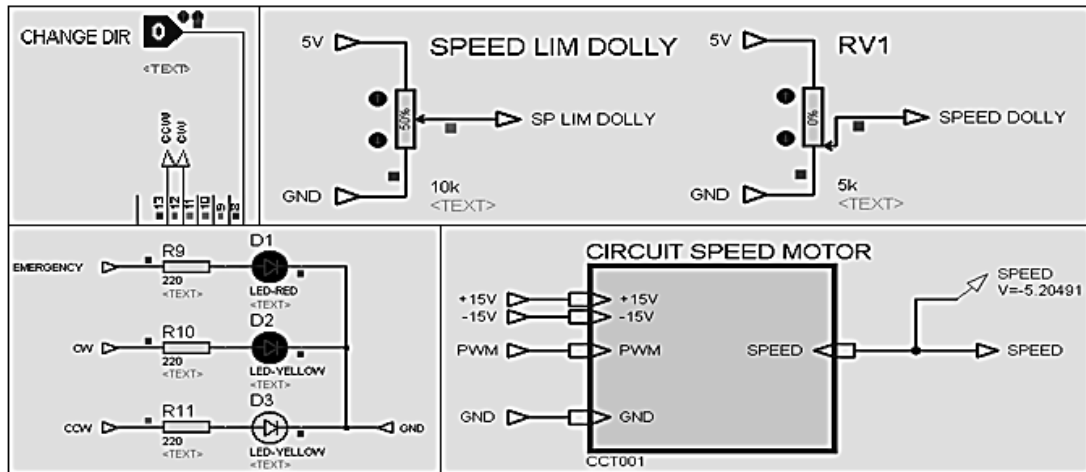 CHANGE DIR
0
<TEXT>
CCW
CW
13
12
11
10
9
8
5V
SPEED LIM DOLLY
50%
SP LIM DOLLY
GND
10k
<TEXT>
5V
RV1
0%
SPEED DOLLY
GND
5k
<TEXT>
EMERGENCY
R9
220
<TEXT>
D1
LED-RED
<TEXT>
CW
R10
220
<TEXT>
D2
LED-YELLOW
<TEXT>
CCW
R11
220
<TEXT>
D3
LED-YELLOW
<TEXT>
GND
CIRCUIT SPEED MOTOR
+15V
-15V
PWM
GND
+15V
-15V
PWM
GND
SPEED
CCT001
SPEED
V=-5.20491
SPEED